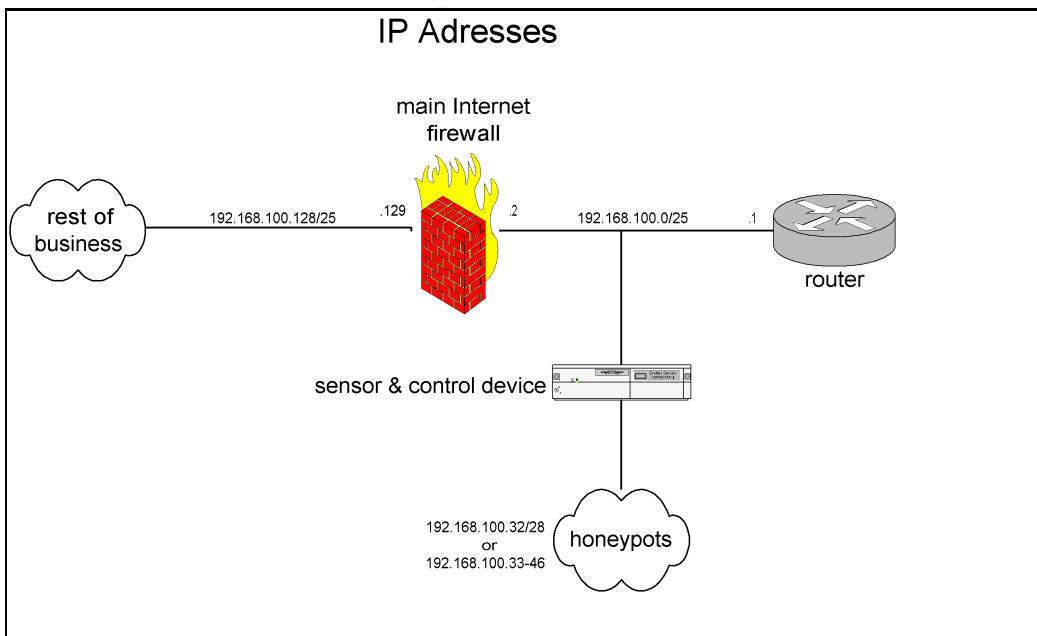 IP Adresses
main Internet
firewall
rest of
business
192.168.100.128/25
.129
.2
192.168.100.0/25
.1
router
sensor & control device
192.168.100.32/28
or
192.168.100.33-46
honeypots